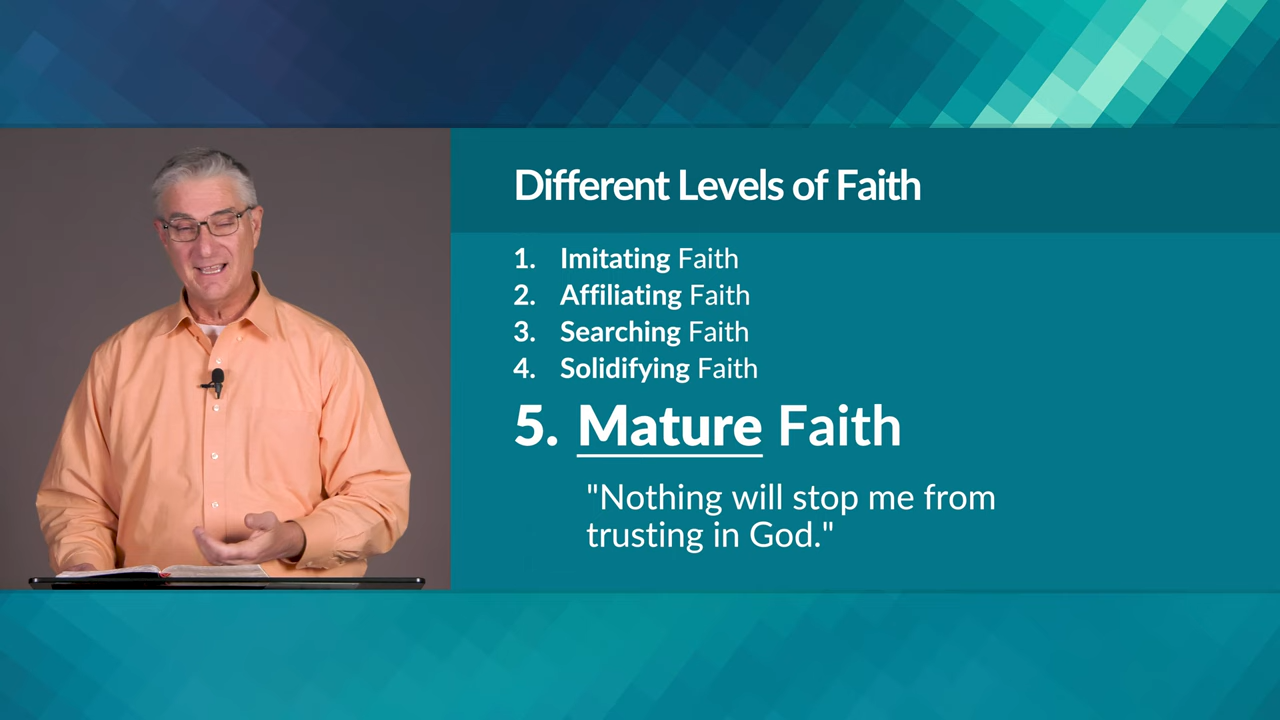 Different Levels of Faith
1. Imitating Faith
2. Affiliating Faith
3. Searching Faith
4. Solidifying Faith
5. Mature Faith
"Nothing will stop me from
trusting in God."